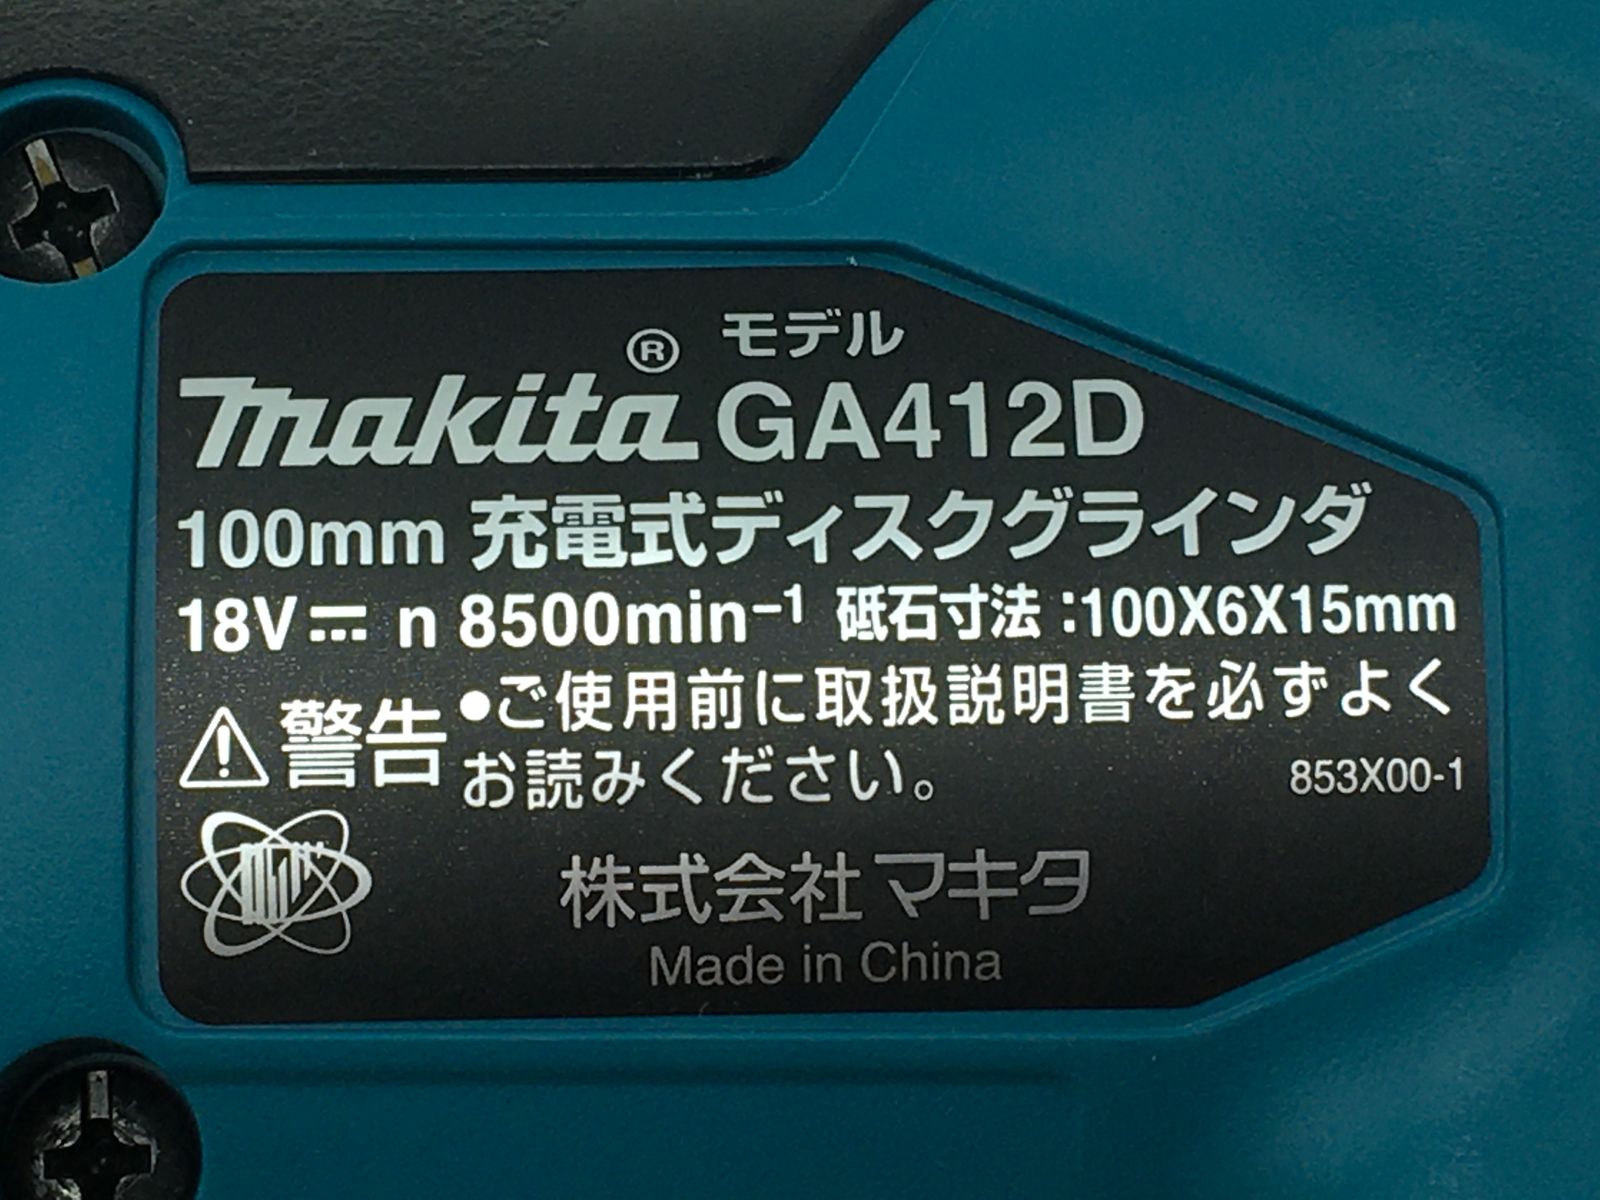 モデル
makita® GA412D
100mm 充電式ディスクグラインダ
18V⎓ n 8500min⁻¹ 砥石寸法:100X6X15mm
⚠警告 ●ご使用前に取扱説明書を必ずよく
お読みください。
853X00-1
株式会社マキタ
Made in China